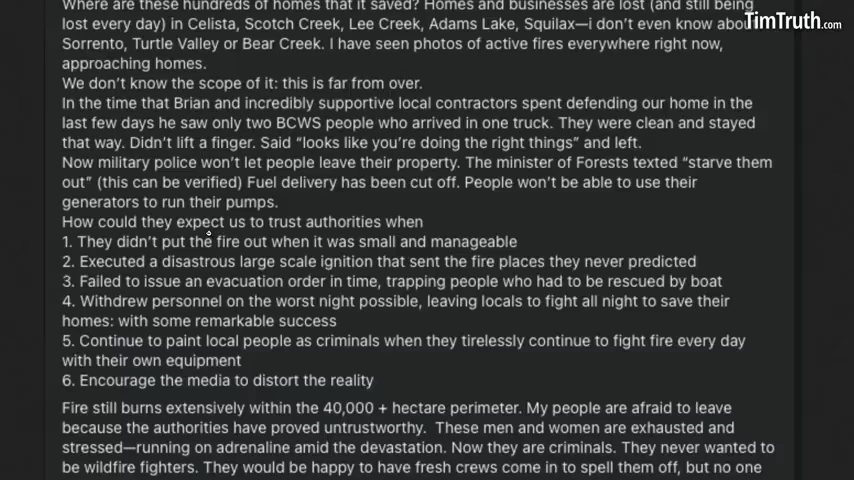 Where are these hundreds of homes that it saved? Homes and businesses are lost (and still being
lost every day) in Celista, Scotch Creek, Lee Creek, Adams Lake, Squilax—i don't even know about
Sorrento, Turtle Valley or Bear Creek. I have seen photos of active fires everywhere right now,
approaching homes.
We don't know the scope of it: this is far from over.
In the time that Brian and incredibly supportive local contractors spent defending our home in the
last few days he saw only two BCWS people who arrived in one truck. They were clean and stayed
that way. Didn't lift a finger. Said "looks like you're doing the right things" and left.
Now military police won't let people leave their property. The minister of Forests texted "starve them
out" (this can be verified) Fuel delivery has been cut off. People won't be able to use their
generators to run their pumps.
How could they expect us to trust authorities when
1. They didn't put the fire out when it was small and manageable
2. Executed a disastrous large scale ignition that sent the fire places they never predicted
3. Failed to issue an evacuation order in time, trapping people who had to be rescued by boat
4. Withdrew personnel on the worst night possible, leaving locals to fight all night to save their
homes: with some remarkable success
5. Continue to paint local people as criminals when they tirelessly continue to fight fire every day
with their own equipment
6. Encourage the media to distort the reality
Fire still burns extensively within the 40,000 + hectare perimeter. My people are afraid to leave
because the authorities have proved untrustworthy.  These men and women are exhausted and
stressed—running on adrenaline amid the devastation. Now they are criminals. They never wanted to
be wildfire fighters. They would be happy to have fresh crews come in to spell them off, but no one
TimTruth.com